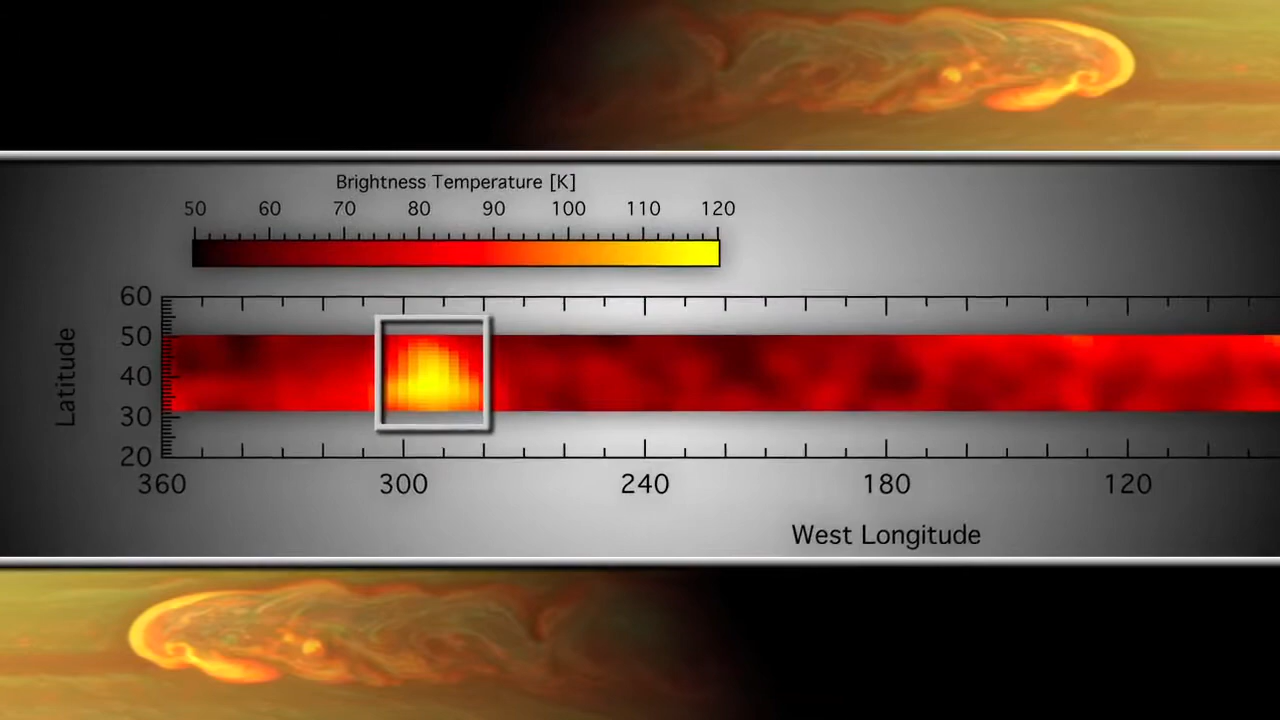 Brightness Temperature [K]
50 60 70 80 90 100 110 120
60
50
40
30
20
Latitude
360 300 240 180 120
West Longitude